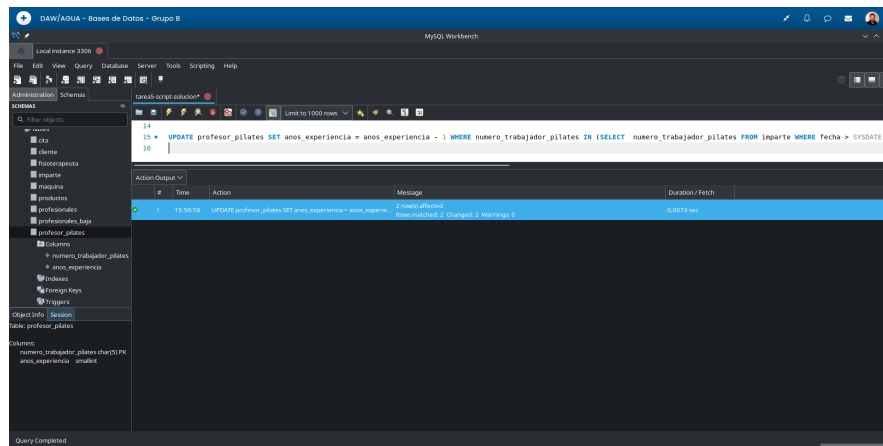 DAW/AGUA - Bases de Datos - Grupo B
MySQL Workbench
Local instance 3306
File Edit View Query Database Server Tools Scripting Help
Administration Schemas
tarea5-script-solucion*
SCHEMAS
Filter objects
Limit to 1000 rows
Tables
cita
cliente
fisioterapeuta
imparte
maquina
productos
profesionales
profesionales_baja
profesor_pilates
Columns
numero_trabajador_pilates
anos_experiencia
Indexes
Foreign Keys
Triggers
14
15 UPDATE profesor_pilates SET anos_experiencia = anos_experiencia - 1 WHERE numero_trabajador_pilates IN (SELECT numero_trabajador_pilates FROM imparte WHERE fecha > SYSDATE
16
Action Output
# Time Action Message Duration / Fetch
1 15:56:58 UPDATE profesor_pilates SET anos_experiencia = anos_experie... 2 row(s) affected 0,0074 sec
Rows matched: 2 Changed: 2 Warnings: 0
Object Info Session
Table: profesor_pilates
Columns:
numero_trabajador_pilates char(5) PK
anos_experiencia smallint
Query Completed